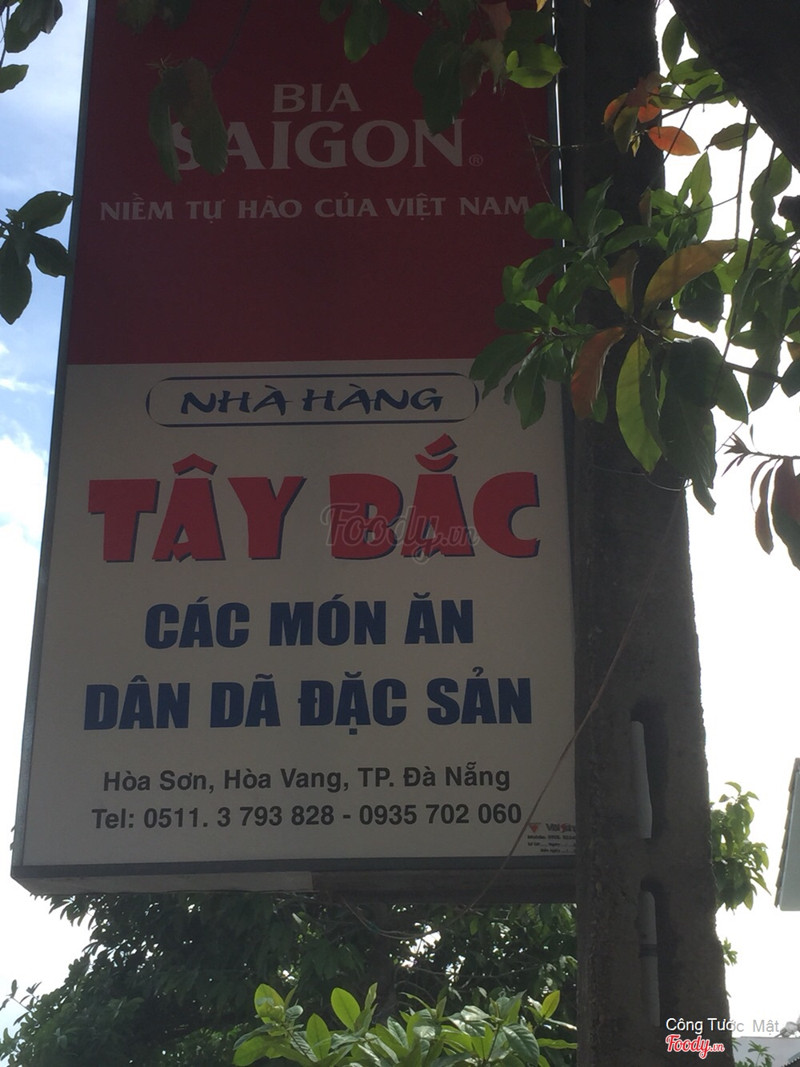 BIA
SAIGON®
NIỀM TỰ HÀO CỦA VIỆT NAM
NHÀ HÀNG
TÂY BẮC
Foody.vn
CÁC MÓN ĂN
DÂN DÃ ĐẶC SẢN
Hòa Sơn, Hòa Vang, TP. Đà Nẵng
Tel: 0511. 3 793 828 - 0935 702 060
Công Tước Mật
Foody.vn